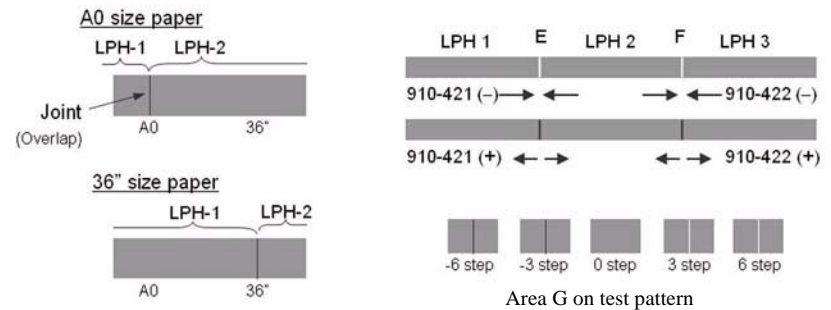 A0 size paper
LPH-1 LPH-2
Joint
(Overlap)
A0 36"
36" size paper
LPH-1 LPH-2
A0 36"
LPH 1 E LPH 2 F LPH 3
910-421 (–) 910-422 (–)
910-421 (+) 910-422 (+)
-6 step -3 step 0 step 3 step 6 step
Area G on test pattern